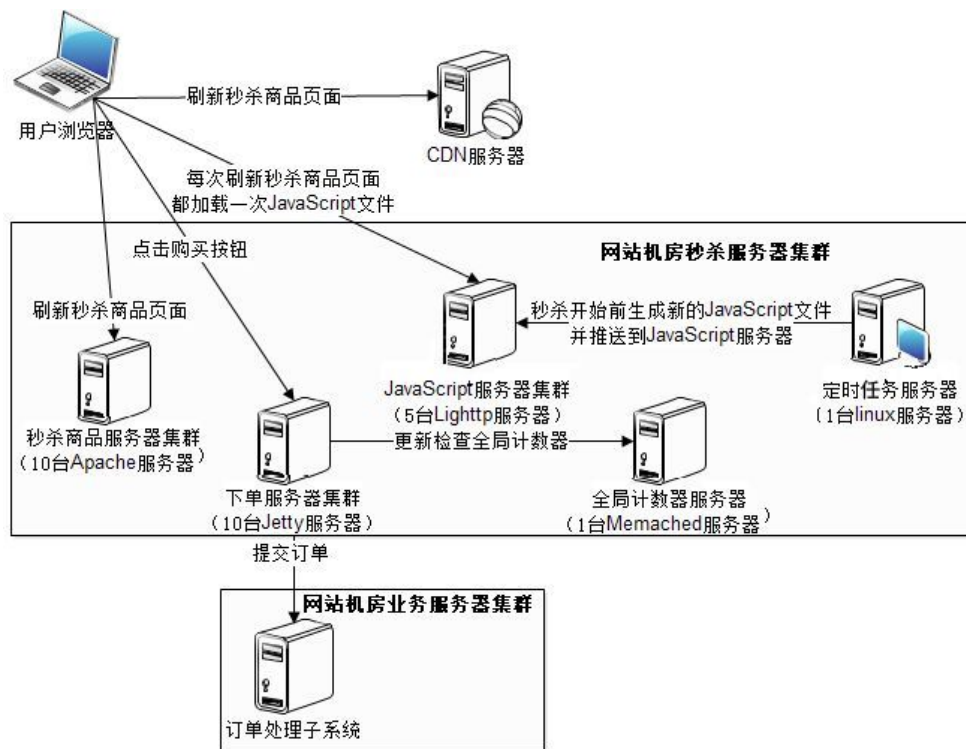 刷新秒杀商品页面
用户浏览器
CDN服务器
每次刷新秒杀商品页面
都加载一次JavaScript文件
点击购买按钮
网站机房秒杀服务器集群
刷新秒杀商品页面
秒杀开始前生成新的JavaScript文件
并推送到JavaScript服务器
JavaScript服务器集群
(5台Lighttp服务器)
定时任务服务器
(1台linux服务器)
秒杀商品服务器集群
(10台Apache服务器)
更新检查全局计数器
下单服务器集群
(10台Jetty服务器)
全局计数器服务器
(1台Memached服务器)
提交订单
网站机房业务服务器集群
订单处理子系统